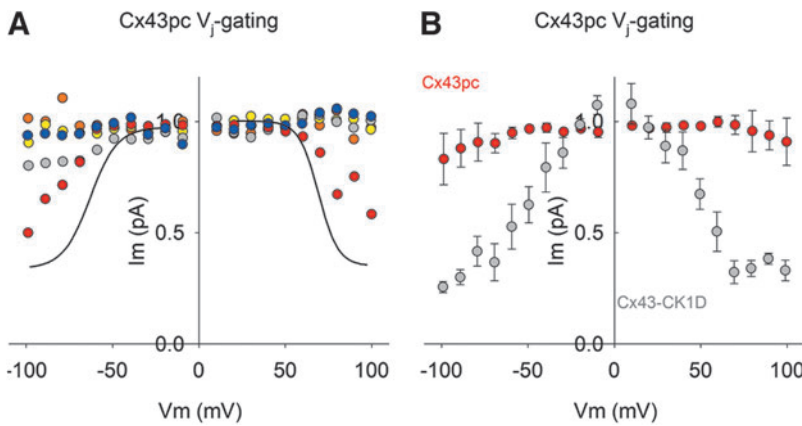 A
Cx43pc Vj-gating
1.0
Im (pA)
0.5
0.0
-100
-50
0
50
100
Vm (mV)
B
Cx43pc Vj-gating
Cx43pc
1.0
Im (pA)
0.5
Cx43-CK1D
0.0
-100
-50
0
50
100
Vm (mV)